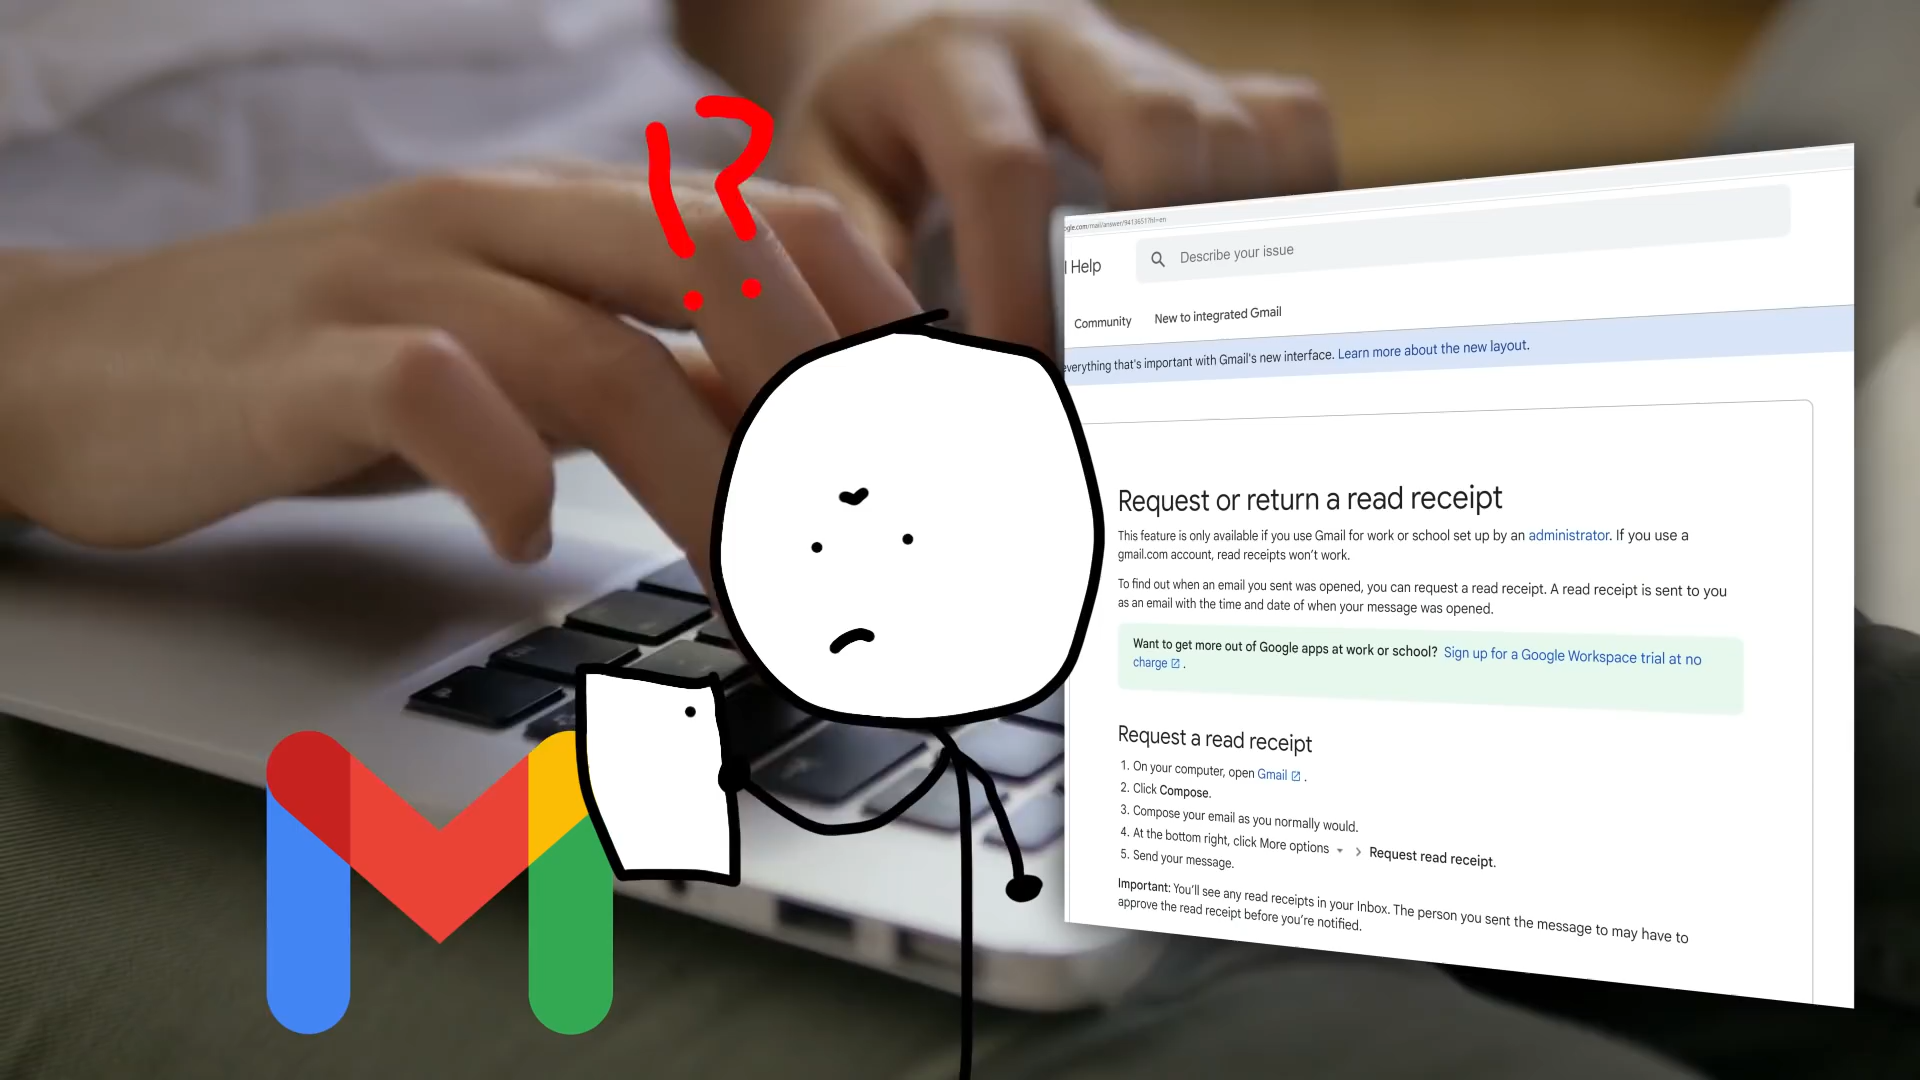 !?
ogle.com/mail/answer/9413651?hl=en
l Help
Describe your issue
Community
New to integrated Gmail
everything that's important with Gmail's new interface. Learn more about the new layout.
Request or return a read receipt
This feature is only available if you use Gmail for work or school set up by an administrator. If you use a
gmail.com account, read receipts won't work.
To find out when an email you sent was opened, you can request a read receipt. A read receipt is sent to you
as an email with the time and date of when your message was opened.
Want to get more out of Google apps at work or school? Sign up for a Google Workspace trial at no
charge .
Request a read receipt
1. On your computer, open Gmail .
2. Click Compose.
3. Compose your email as you normally would.
4. At the bottom right, click More options > Request read receipt.
5. Send your message.
Important: You'll see any read receipts in your Inbox. The person you sent the message to may have to
approve the read receipt before you're notified.